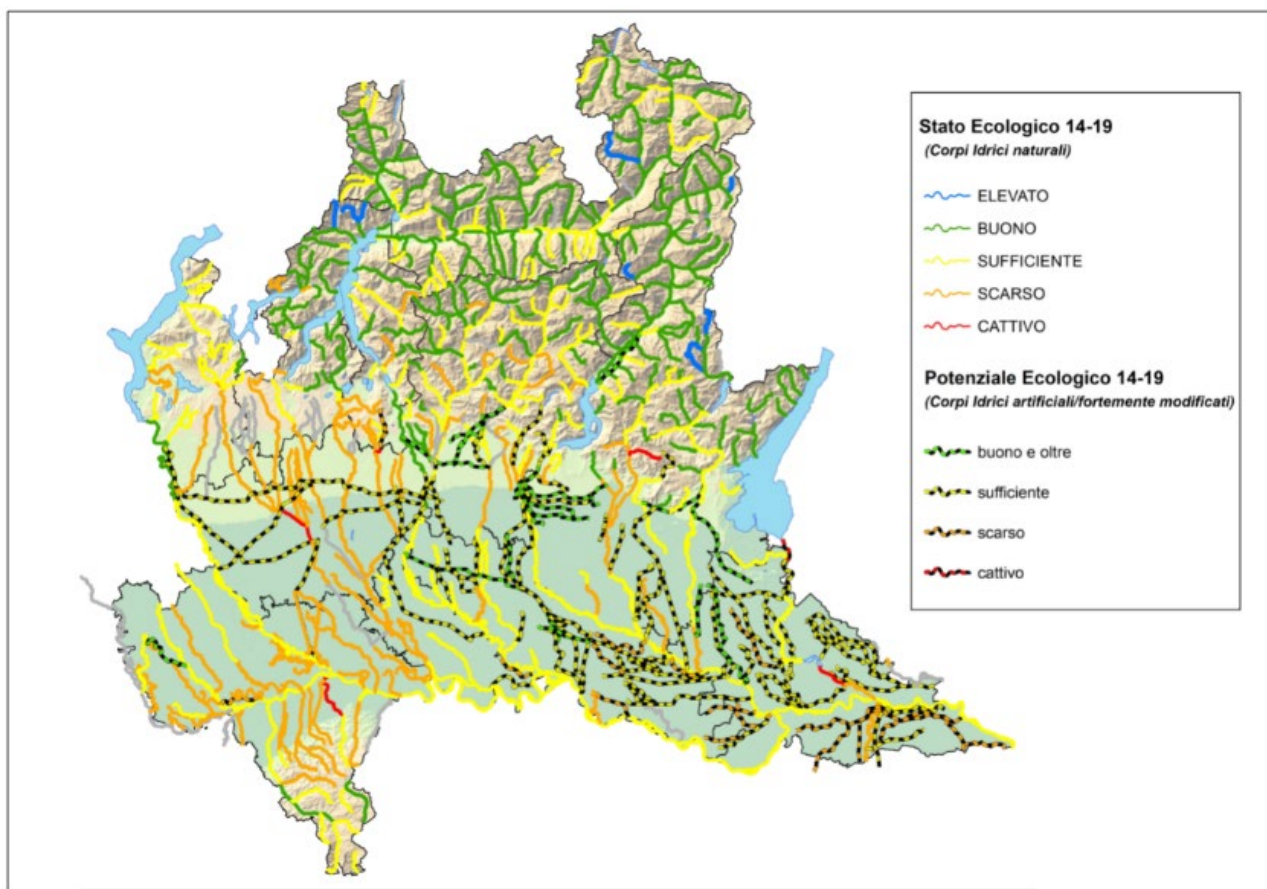 Stato Ecologico 14-19
(Corpi Idrici naturali)
ELEVATO
BUONO
SUFFICIENTE
SCARSO
CATTIVO
Potenziale Ecologico 14-19
(Corpi Idrici artificiali/fortemente modificati)
buono e oltre
sufficiente
scarso
cattivo